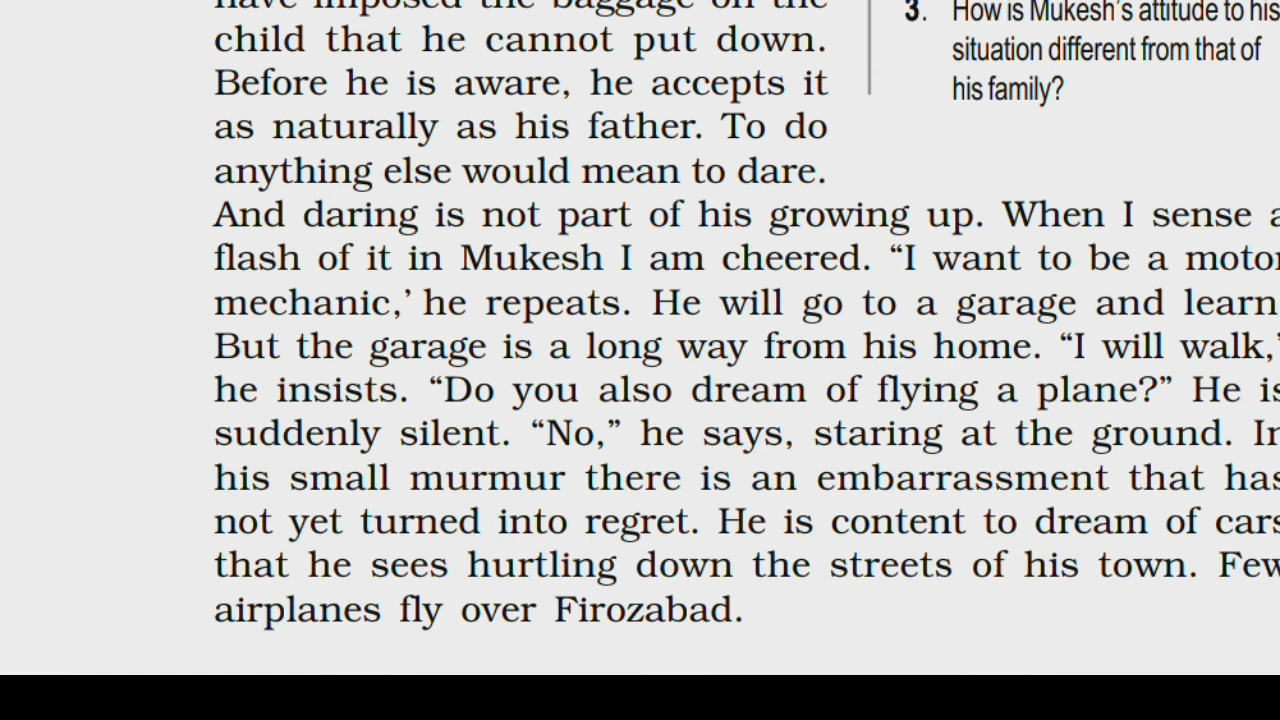 have imposed the baggage on the
child that he cannot put down.
Before he is aware, he accepts it
as naturally as his father. To do
anything else would mean to dare.
3. How is Mukesh's attitude to his
situation different from that of
his family?
And daring is not part of his growing up. When I sense a
flash of it in Mukesh I am cheered. “I want to be a motor
mechanic,’ he repeats. He will go to a garage and learn.
But the garage is a long way from his home. “I will walk,”
he insists. “Do you also dream of flying a plane?” He is
suddenly silent. “No,” he says, staring at the ground. In
his small murmur there is an embarrassment that has
not yet turned into regret. He is content to dream of cars
that he sees hurtling down the streets of his town. Few
airplanes fly over Firozabad.